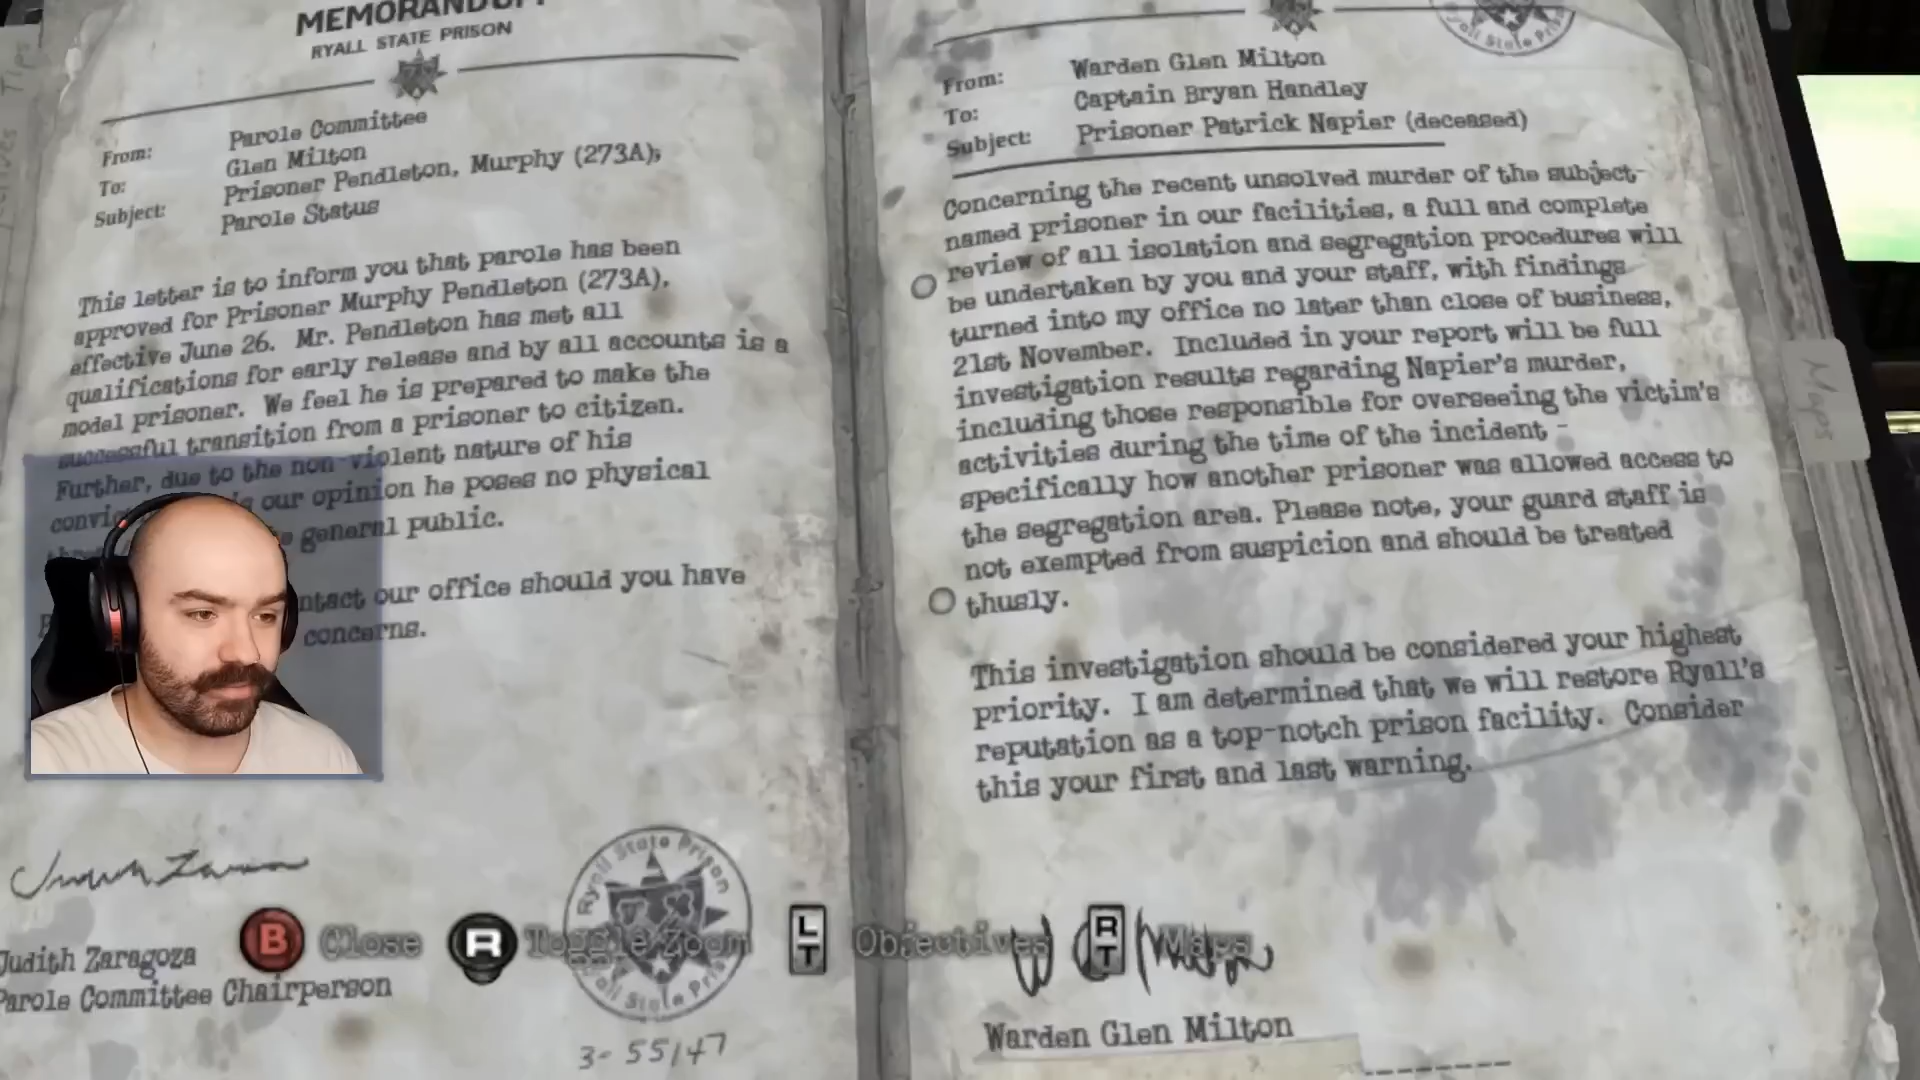 MEMORANDUM
RYALL STATE PRISON
From: Parole Committee
To: Glen Milton
Subject: Prisoner Pendleton, Murphy (273A);
Parole Status
This letter is to inform you that parole has been
approved for Prisoner Murphy Pendleton (273A),
effective June 26. Mr. Pendleton has met all
qualifications for early release and by all accounts is a
model prisoner. We feel he is prepared to make the
successful transition from a prisoner to citizen.
Further, due to the non-violent nature of his
our opinion he poses no physical
general public.
our office should you have
concerns.
Judith Zaragoza
Parole Committee Chairperson
Ryall State Prison
3-55147
From: Warden Glen Milton
To: Captain Bryan Handley
Subject: Prisoner Patrick Napier (deceased)
Concerning the recent unsolved murder of the subject-
named prisoner in our facilities, a full and complete
review of all isolation and segregation procedures will
be undertaken by you and your staff, with findings
turned into my office no later than close of business,
21st November. Included in your report will be full
investigation results regarding Napier's murder,
including those responsible for overseeing the victim's
activities during the time of the incident -
specifically how another prisoner was allowed access to
the segregation area. Please note, your guard staff is
not exempted from suspicion and should be treated
thusly.
This investigation should be considered your highest
priority. I am determined that we will restore Ryall's
reputation as a top-notch prison facility. Consider
this your first and last warning.
Warden Glen Milton
Maps
Tips
B Close R Toggle Zoom LT Objectives RT Maps